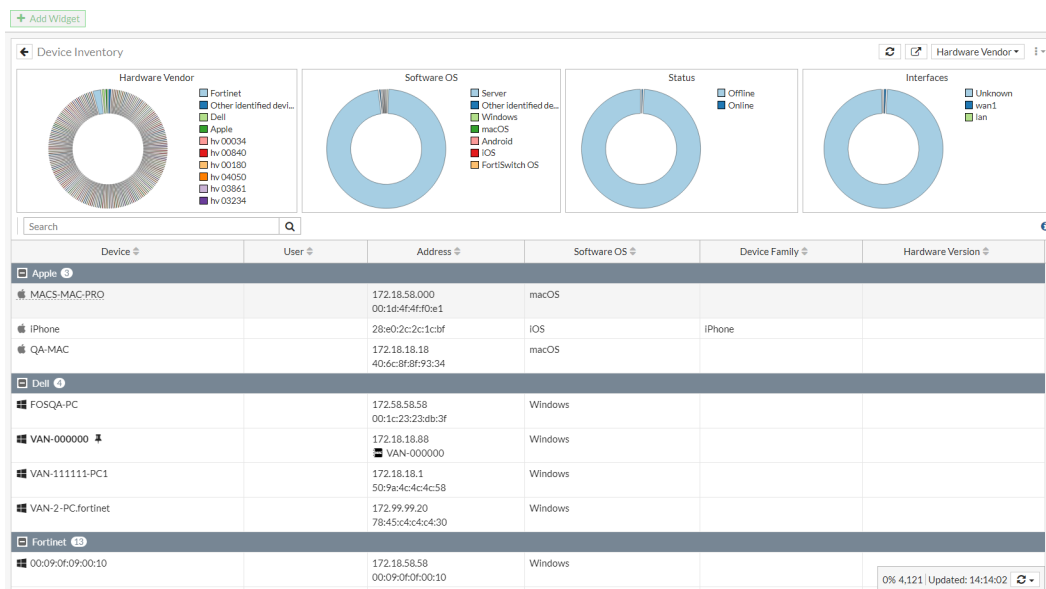 + Add Widget
Device Inventory
Hardware Vendor
Hardware Vendor
Fortinet
Other identified devi...
Dell
Apple
hv 00034
hv 00840
hv 00180
hv 04050
hv 03861
hv 03234
Software OS
Server
Other identified de...
Windows
macOS
Android
iOS
FortiSwitch OS
Status
Offline
Online
Interfaces
Unknown
wan1
lan
Search
Device User Address Software OS Device Family Hardware Version
Apple 3
MACS-MAC-PRO 172.18.58.000 macOS
00:1d:4f:4f:f0:e1
iPhone 28:e0:2c:2c:1c:bf iOS iPhone
QA-MAC 172.18.18.18 macOS
40:6c:8f:8f:93:34
Dell 4
FOSQA-PC 172.58.58.58 Windows
00:1c:23:23:db:3f
VAN-000000 172.18.18.88 Windows
VAN-000000
VAN-111111-PC1 172.18.18.1 Windows
50:9a:4c:4c:4c:58
VAN-2-PC.fortinet 172.99.99.20 Windows
78:45:c4:c4:c4:30
Fortinet 13
00:09:0f:09:00:10 172.18.58.58 Windows
00:09:0f:0f:00:10
0% 4,121 Updated: 14:14:02